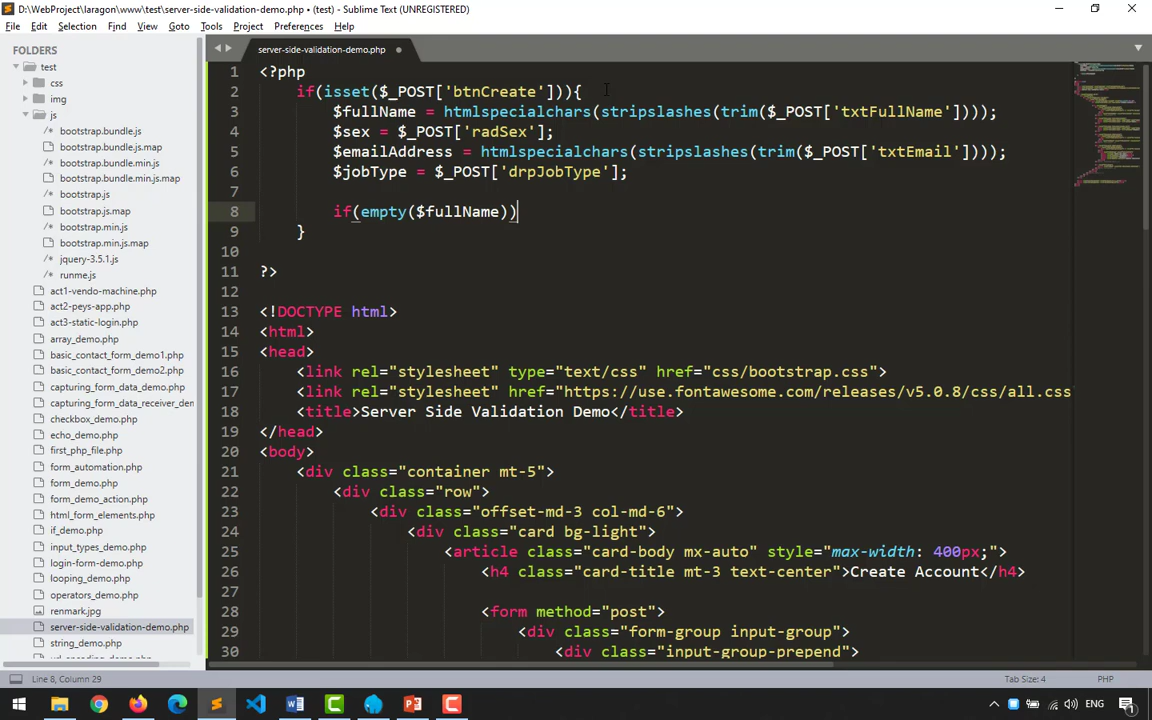 D:\WebProject\laragon\www\test\server-side-validation-demo.php • (test) - Sublime Text (UNREGISTERED)
File Edit Selection Find View Goto Tools Project Preferences Help
FOLDERS
test
css
img
js
bootstrap.bundle.js
bootstrap.bundle.js.map
bootstrap.bundle.min.js
bootstrap.bundle.min.js.map
bootstrap.js
bootstrap.js.map
bootstrap.min.js
bootstrap.min.js.map
jquery-3.5.1.js
runme.js
act1-vendo-machine.php
act2-peys-app.php
act3-static-login.php
array_demo.php
basic_contact_form_demo1.php
basic_contact_form_demo2.php
capturing_form_data_demo.php
capturing_form_data_receiver_den
checkbox_demo.php
echo_demo.php
first_php_file.php
form_automation.php
form_demo.php
form_demo_action.php
html_form_elements.php
if_demo.php
input_types_demo.php
login-form-demo.php
looping_demo.php
operators_demo.php
renmark.jpg
server-side-validation-demo.php
string_demo.php
server-side-validation-demo.php
1 <?php
2 if(isset($_POST['btnCreate'])){
3 $fullName = htmlspecialchars(stripslashes(trim($_POST['txtFullName'])));
4 $sex = $_POST['radSex'];
5 $emailAddress = htmlspecialchars(stripslashes(trim($_POST['txtEmail'])));
6 $jobType = $_POST['drpJobType'];
7
8 if(empty($fullName))
9 }
10
11 ?>
12
13 <!DOCTYPE html>
14 <html>
15 <head>
16 <link rel="stylesheet" type="text/css" href="css/bootstrap.css">
17 <link rel="stylesheet" href="https://use.fontawesome.com/releases/v5.0.8/css/all.css
18 <title>Server Side Validation Demo</title>
19 </head>
20 <body>
21 <div class="container mt-5">
22 <div class="row">
23 <div class="offset-md-3 col-md-6">
24 <div class="card bg-light">
25 <article class="card-body mx-auto" style="max-width: 400px;">
26 <h4 class="card-title mt-3 text-center">Create Account</h4>
27
28 <form method="post">
29 <div class="form-group input-group">
30 <div class="input-group-prepend">
Line 8, Column 29
Tab Size: 4
PHP
ENG